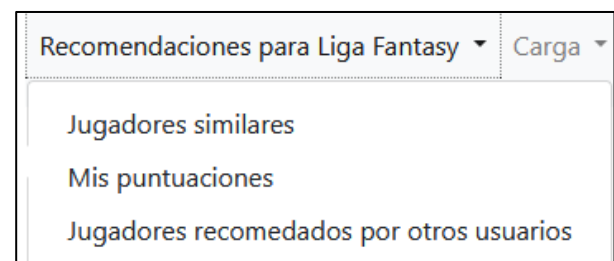 Recomendaciones para Liga Fantasy Carga
Jugadores similares
Mis puntuaciones
Jugadores recomedados por otros usuarios